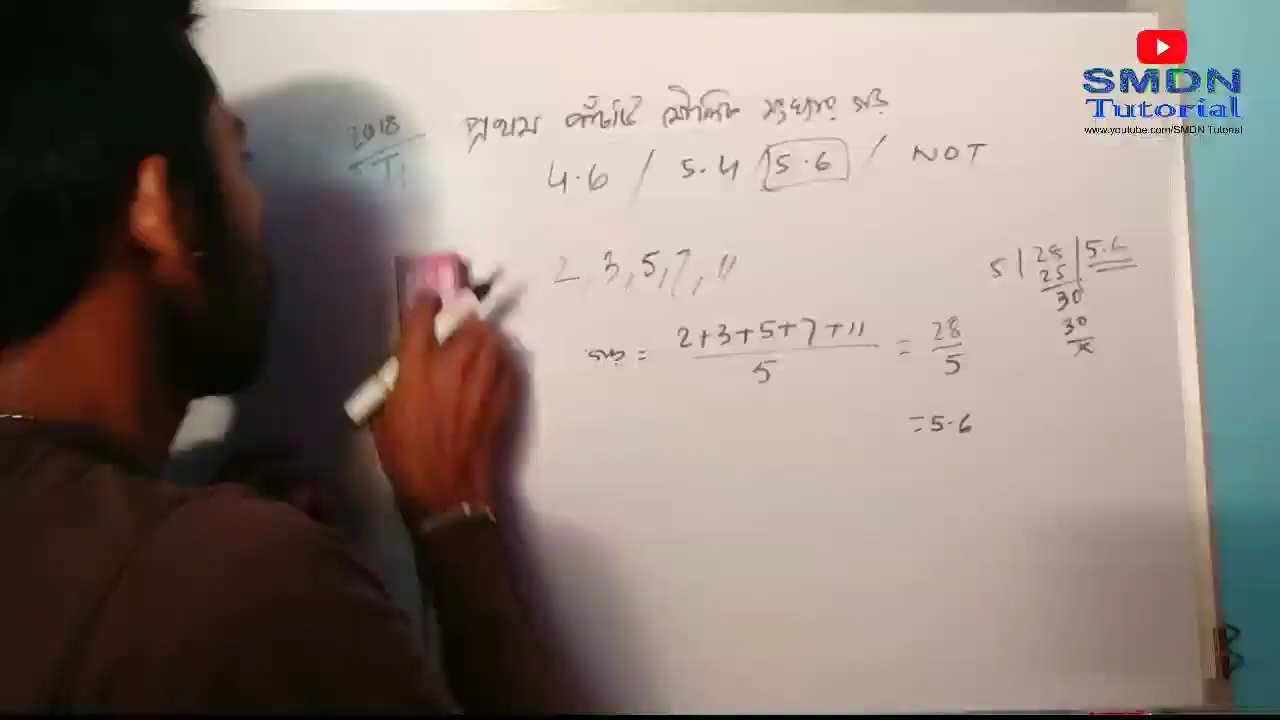 SMDN
Tutorial
www.youtube.com/SMDN Tutorial
2018
প্রথম পাঁচটি মৌলিক সংখ্যার গড়
4.6 / 5.4 / 5.6 / NOT
2, 3, 5, 7, 11
গড় = 2+3+5+7+11 / 5 = 28 / 5
= 5.6
5 | 28 | 5.6
25
30
30
x